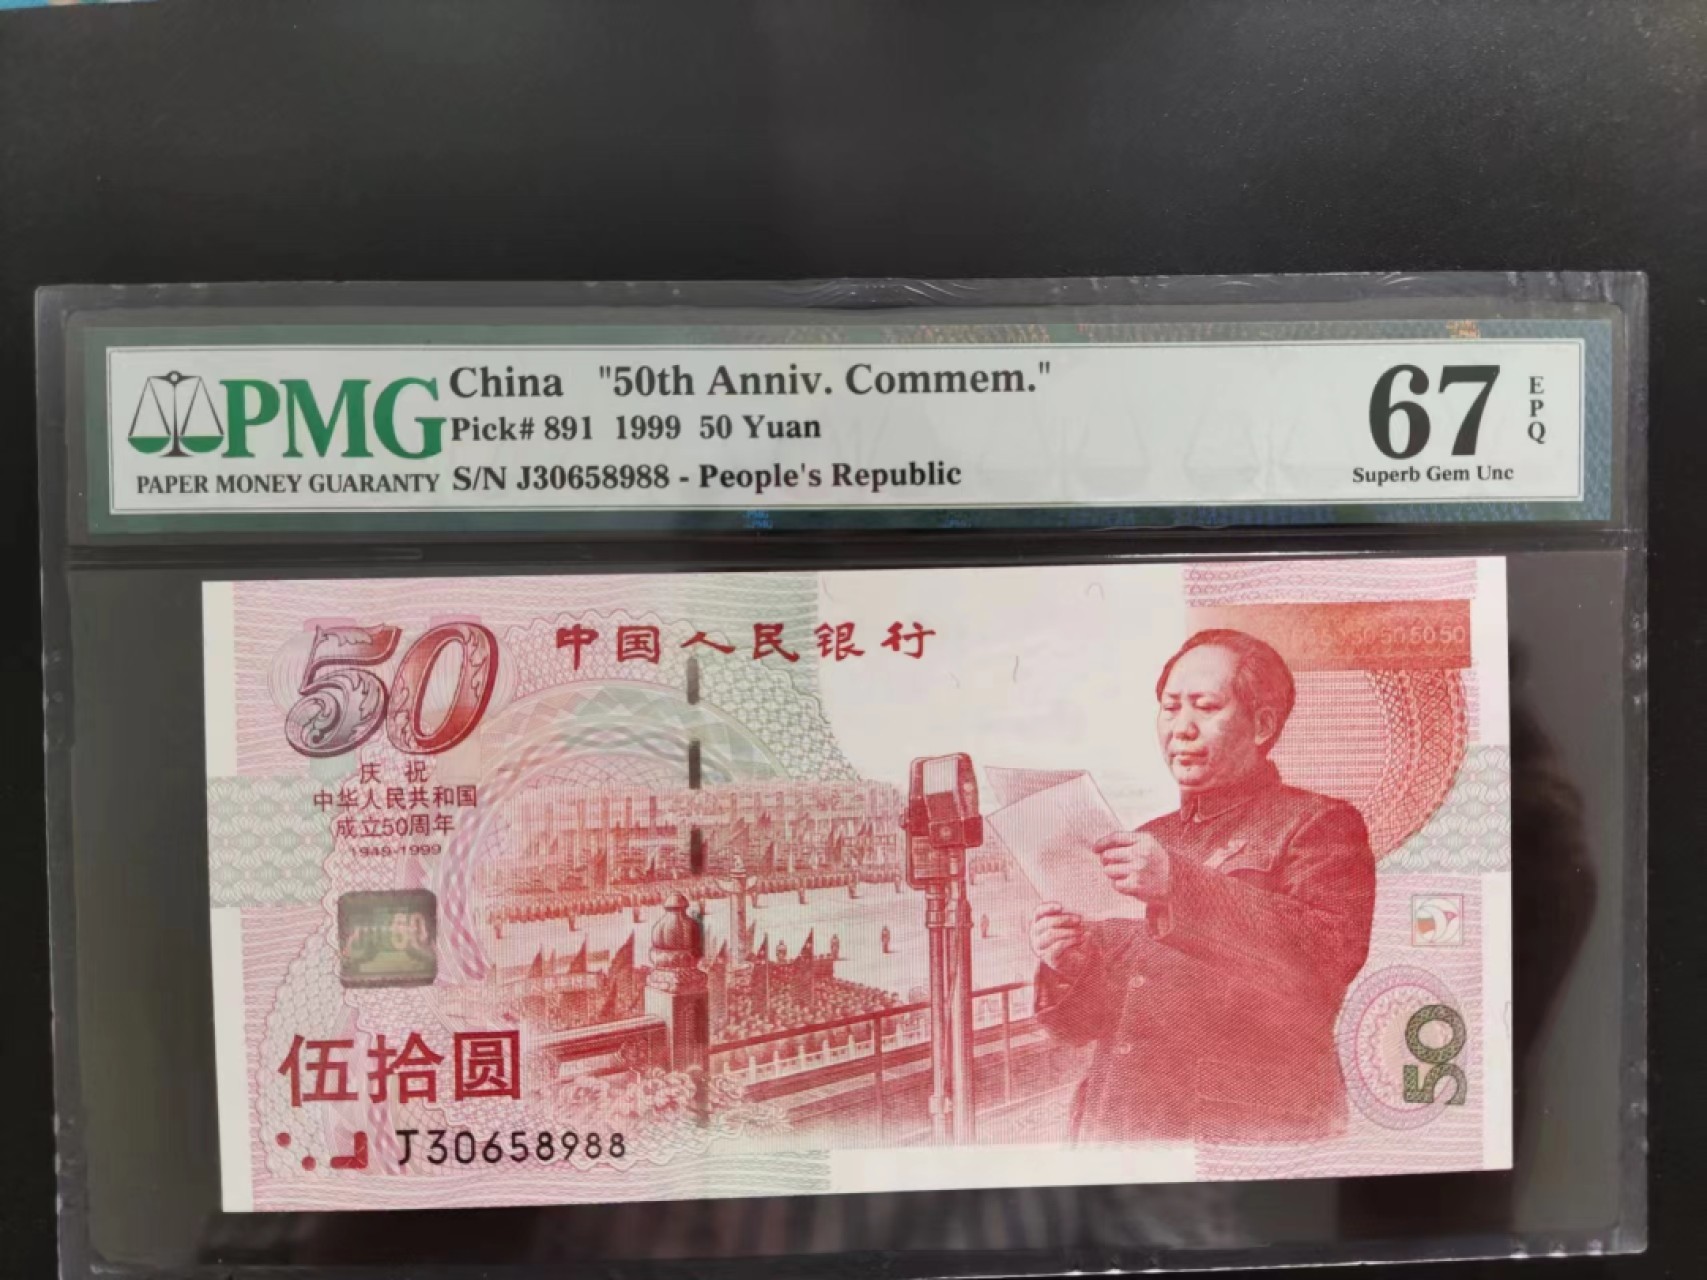 China "50th Anniv. Commem."
PMG
Pick# 891 1999 50 Yuan
67
EPQ
PAPER MONEY GUARANTY
S/N J30658988 - People's Republic
Superb Gem Unc
50
中国人民银行
庆祝
中华人民共和国
成立50周年
1949-1999
50
伍拾圆
50
J30658988